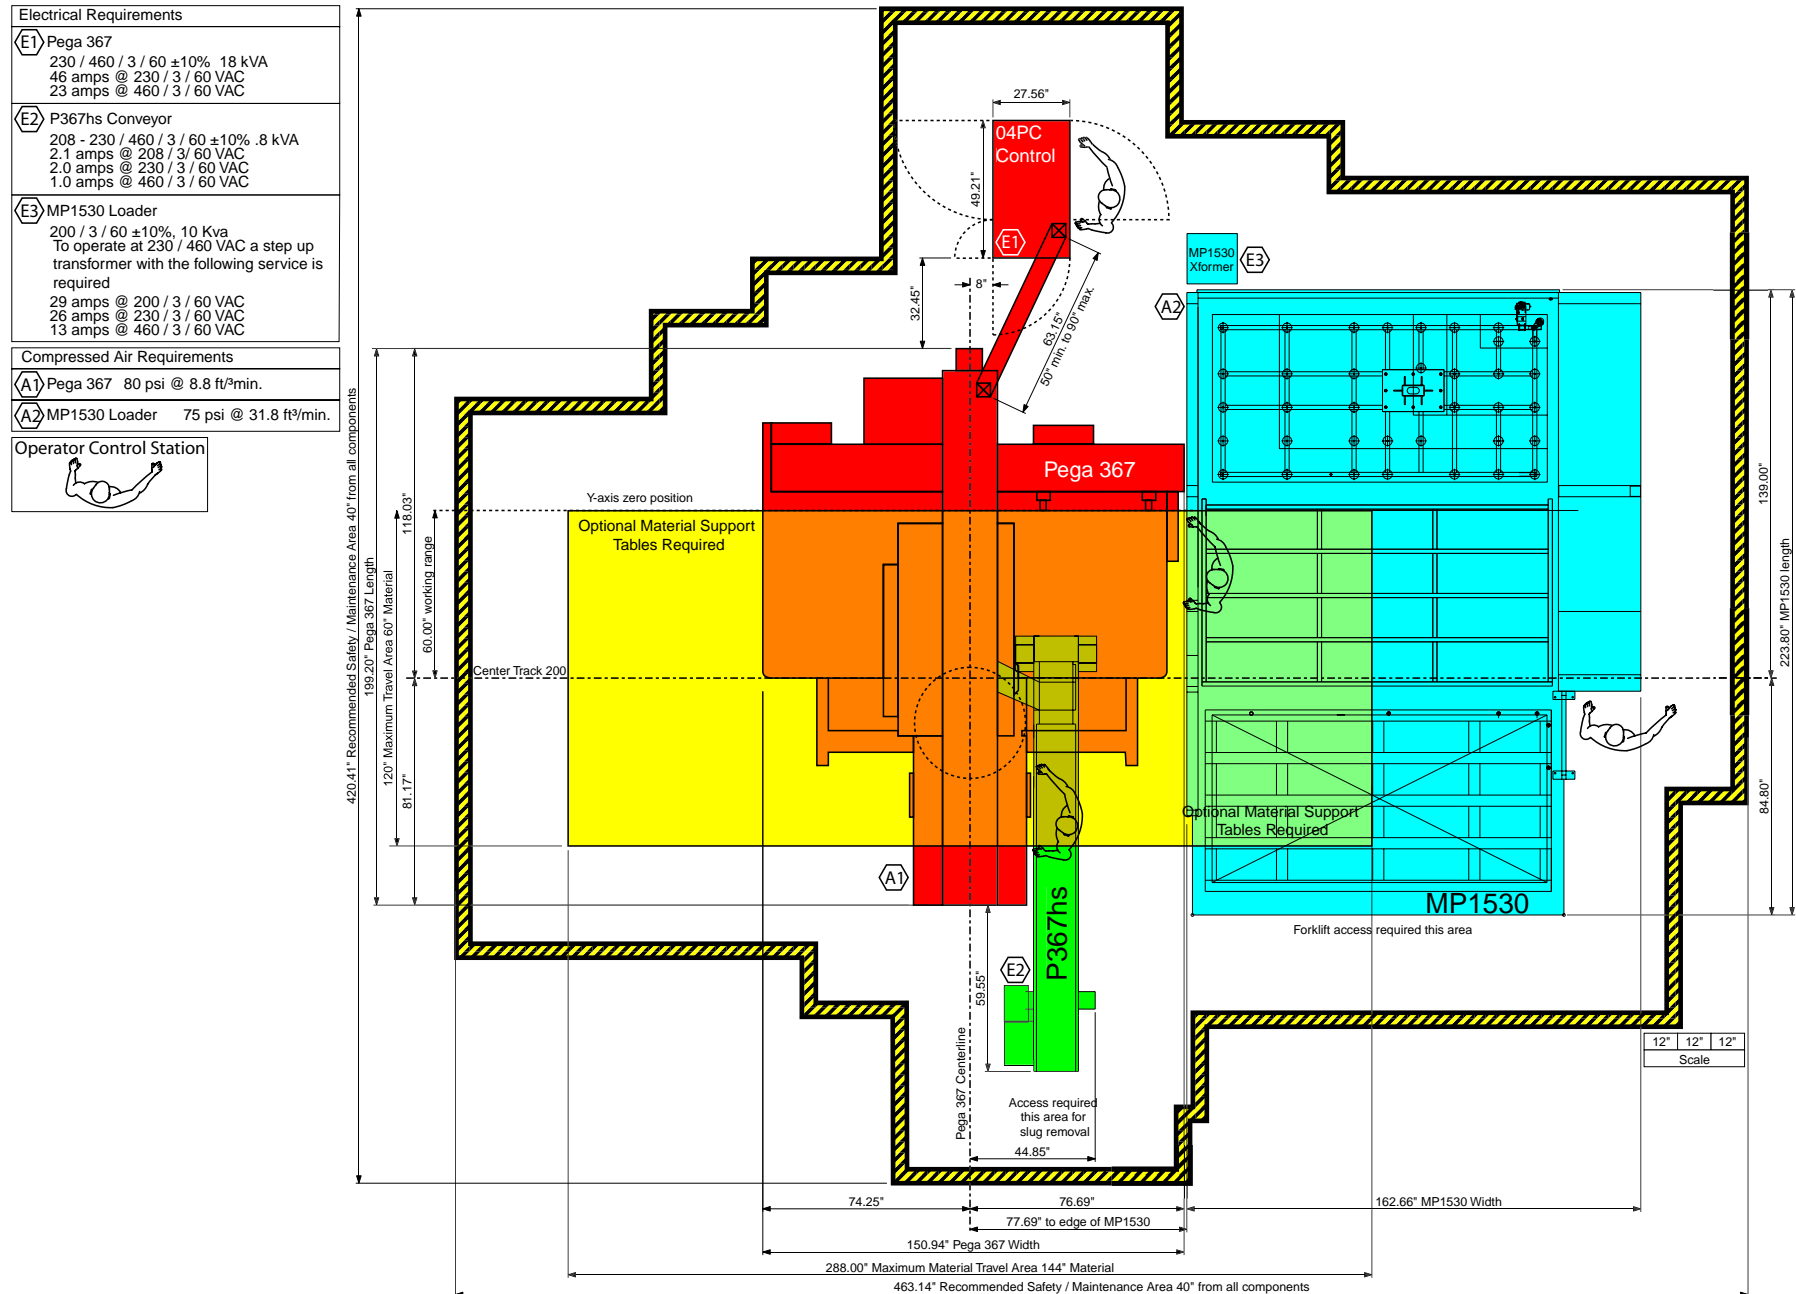 Electrical Requirements
E1 Pega 367
230 / 460 / 3 / 60 ±10%  18 kVA
46 amps @ 230 / 3 / 60 VAC
23 amps @ 460 / 3 / 60 VAC
E2 P367hs Conveyor
208 - 230 / 460 / 3 / 60 ±10% .8 kVA
2.1 amps @ 208 / 3/ 60 VAC
2.0 amps @ 230 / 3 / 60 VAC
1.0 amps @ 460 / 3 / 60 VAC
E3 MP1530 Loader
200 / 3 / 60 ±10%, 10 Kva
To operate at 230 / 460 VAC a step up
transformer with the following service is
required
29 amps @ 200 / 3 / 60 VAC
26 amps @ 230 / 3 / 60 VAC
13 amps @ 460 / 3 / 60 VAC
Compressed Air Requirements
A1 Pega 367   80 psi @ 8.8 ft/³min.
A2 MP1530 Loader   75 psi @ 31.8 ft³/min.
Operator Control Station
27.56"
04PC
Control
49.21"
E1
32.45"
8"
63.15"
50" min. to 90" max.
MP1530
Xformer
E3
A2
Pega 367
Y-axis zero position
Optional Material Support
Tables Required
Center Track 200
420.41" Recommended Safety / Maintenance Area 40" from all components
199.20" Pega 367 Length
120" Maximum Travel Area 60" Material
118.03"
81.17"
60.00" working range
139.00"
223.80" MP1530 length
84.80"
Optional Material Support
Tables Required
MP1530
Forklift access required this area
A1
P367hs
E2
59.55"
Pega 367 Centerline
Access required
this area for
slug removal
44.85"
12" 12" 12"
Scale
74.25"
76.69"
162.66" MP1530 Width
77.69" to edge of MP1530
150.94" Pega 367 Width
288.00" Maximum Material Travel Area 144" Material
463.14" Recommended Safety / Maintenance Area 40" from all components